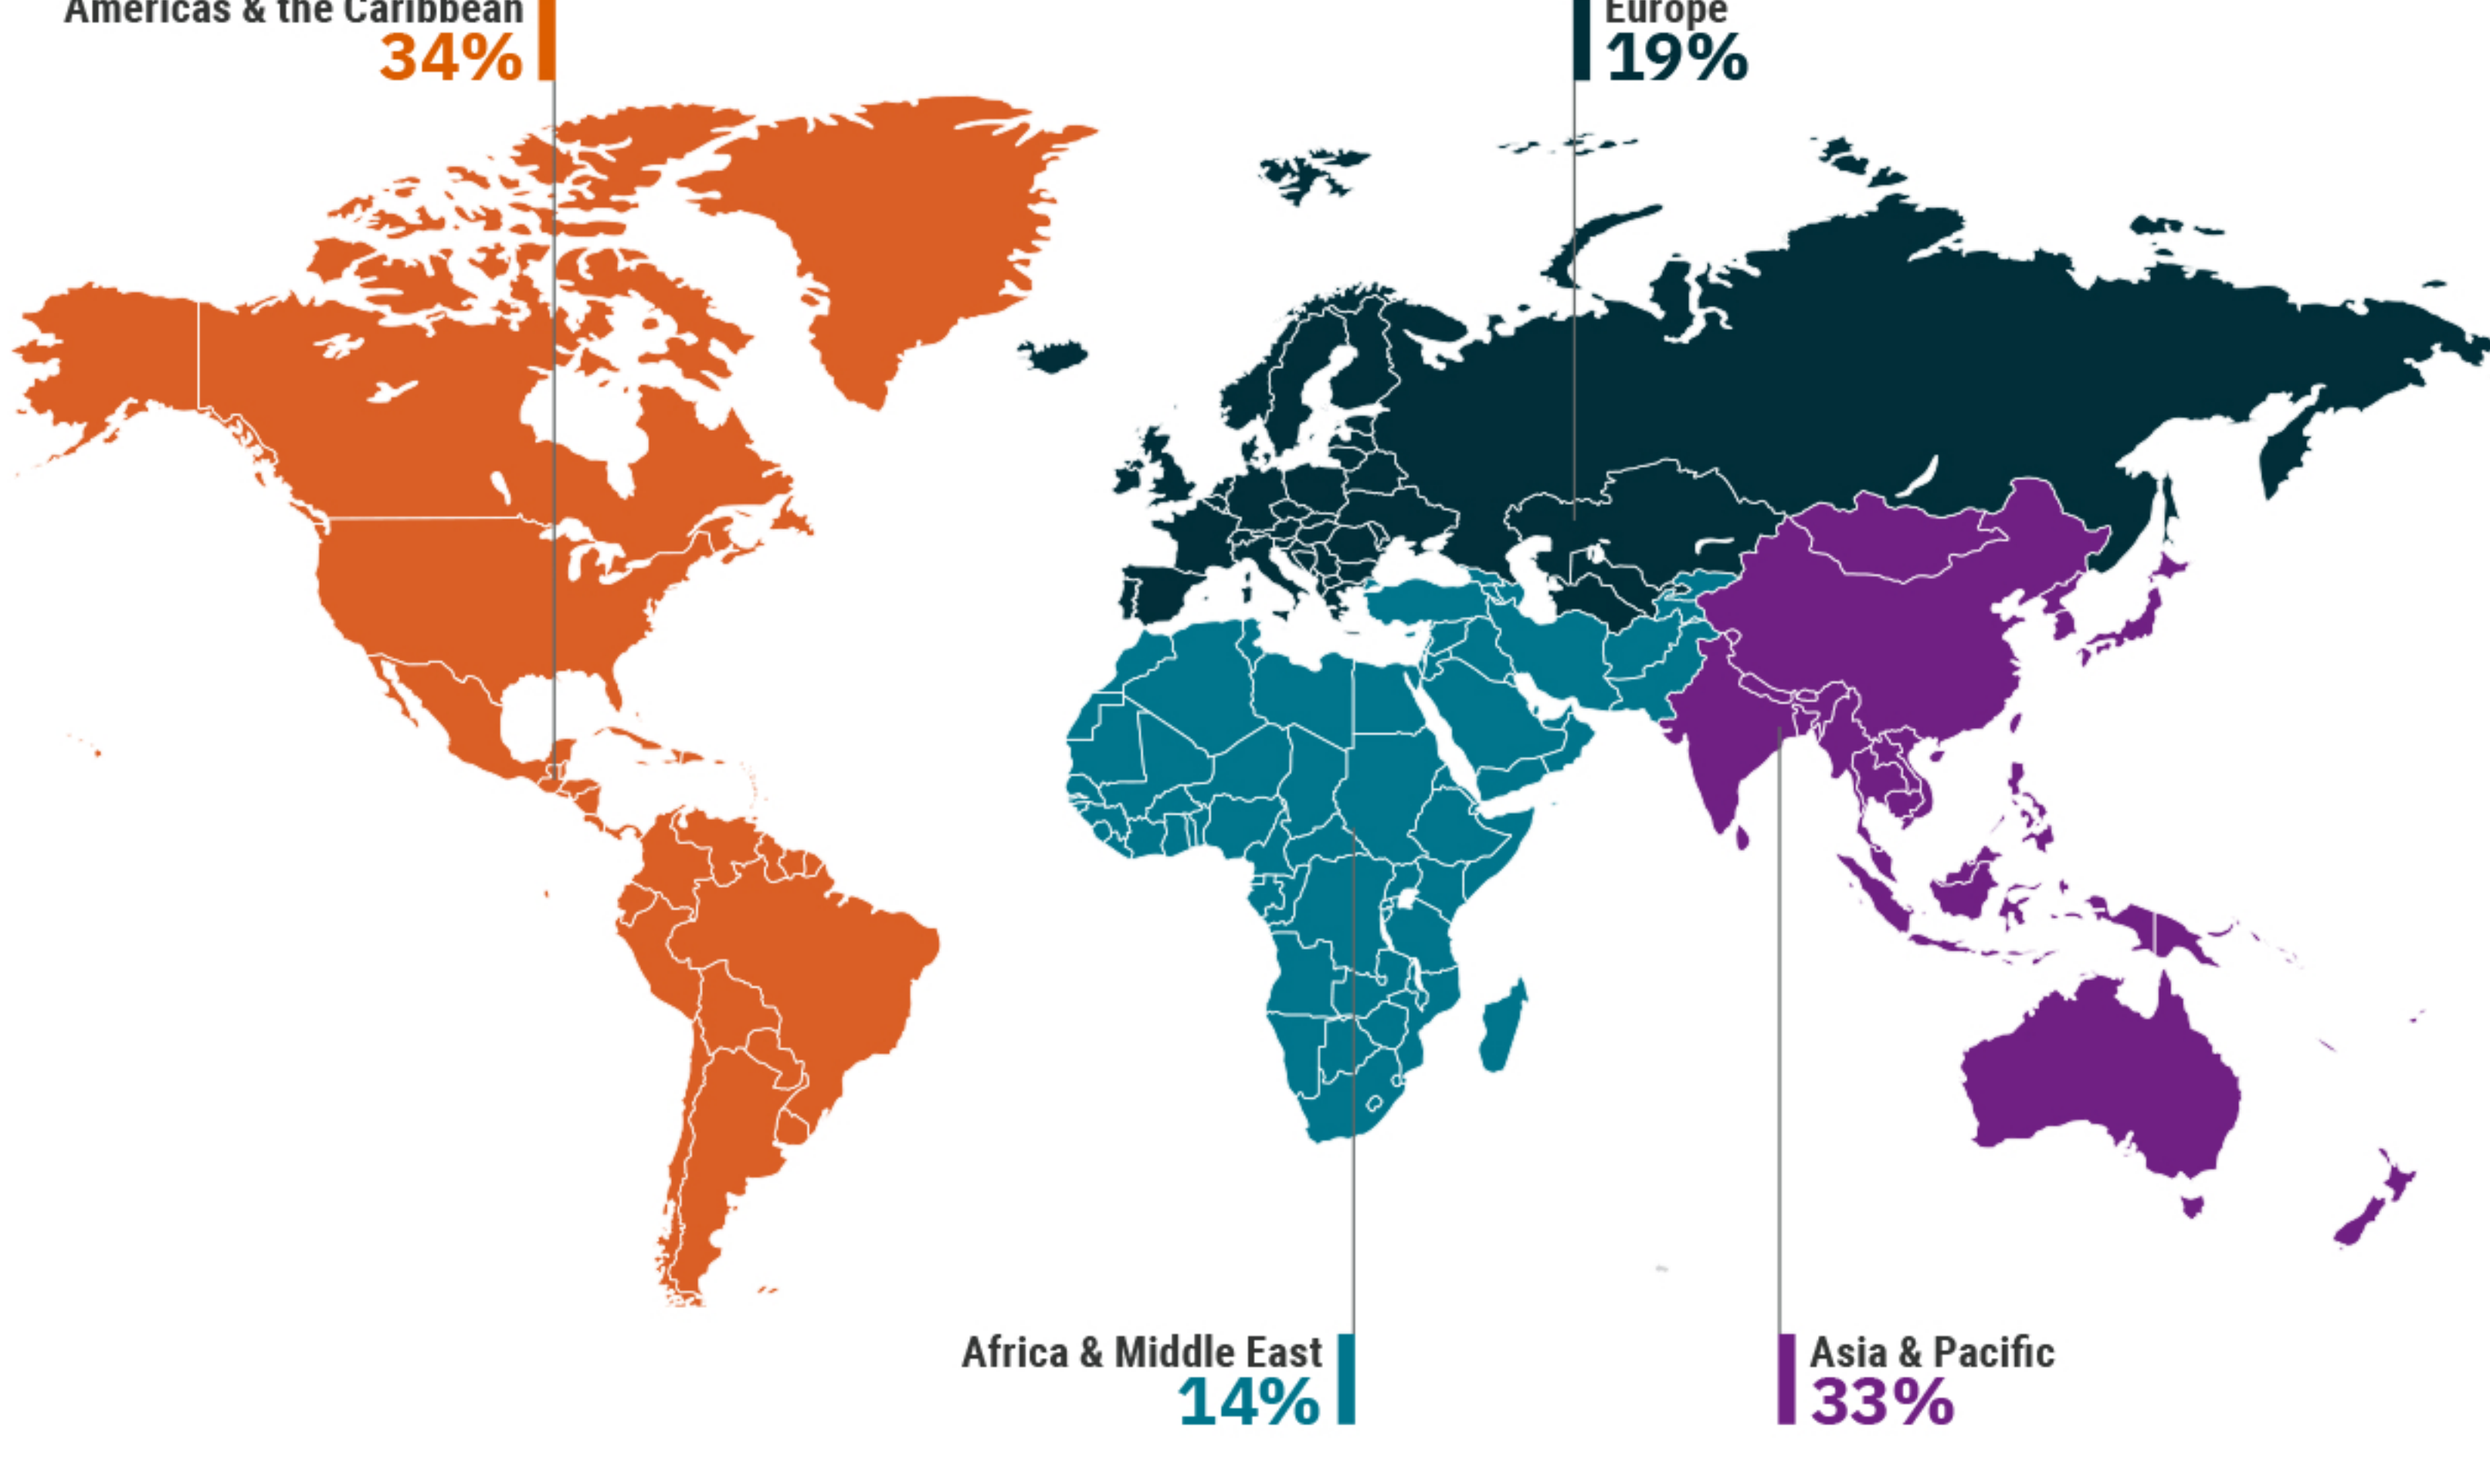 Americas & the Caribbean
34%
Europe
19%
Africa & Middle East
14%
Asia & Pacific
33%